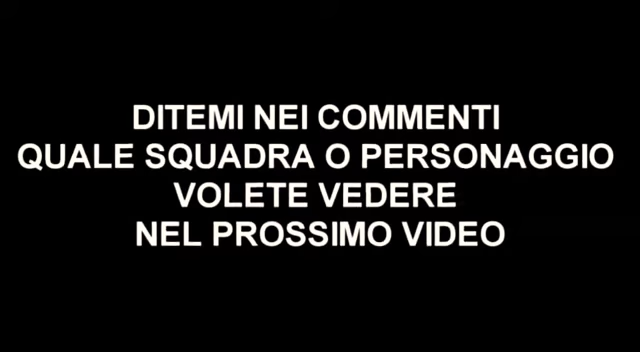 DITEMI NEI COMMENTI
QUALE SQUADRA O PERSONAGGIO
VOLETE VEDERE
NEL PROSSIMO VIDEO